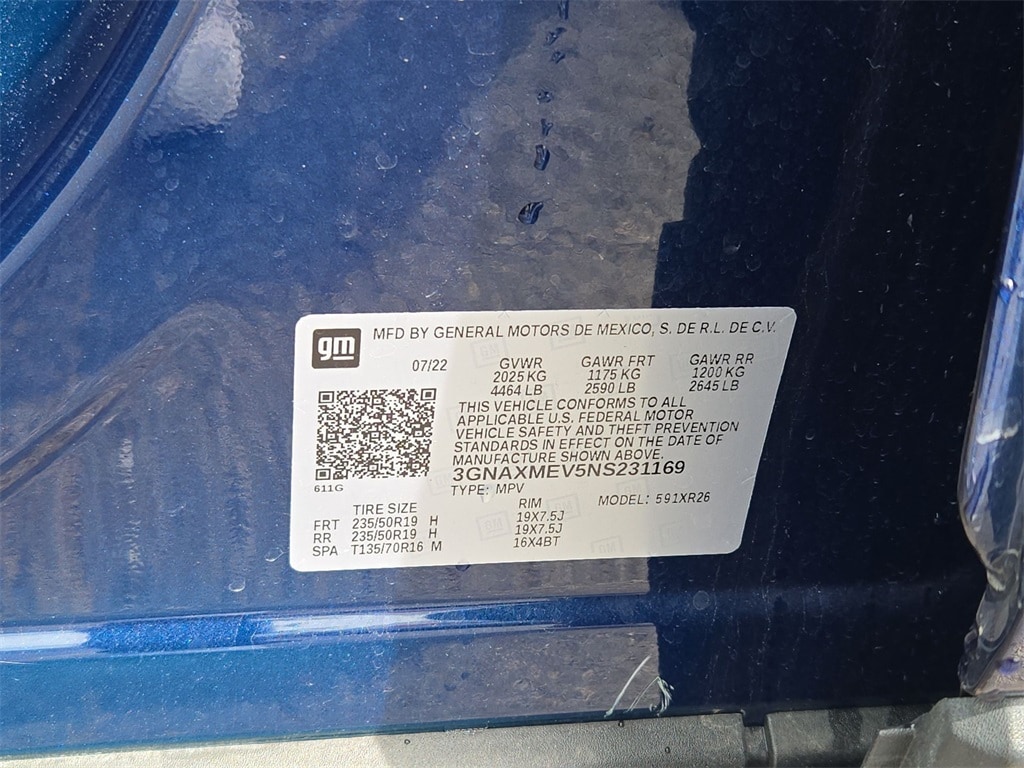 gm
MFD BY GENERAL MOTORS DE MEXICO, S. DE R.L. DE C.V.
07/22 GVWR GAWR FRT GAWR RR
2025 KG 1175 KG 1200 KG
4464 LB 2590 LB 2645 LB
THIS VEHICLE CONFORMS TO ALL
APPLICABLE U.S. FEDERAL MOTOR
VEHICLE SAFETY AND THEFT PREVENTION
STANDARDS IN EFFECT ON THE DATE OF
MANUFACTURE SHOWN ABOVE.
3GNAXMEV5NS231169
611G
TYPE: MPV MODEL: 591XR26
TIRE SIZE RIM
FRT 235/50R19 H 19X7.5J
RR 235/50R19 H 19X7.5J
SPA T135/70R16 M 16X4BT